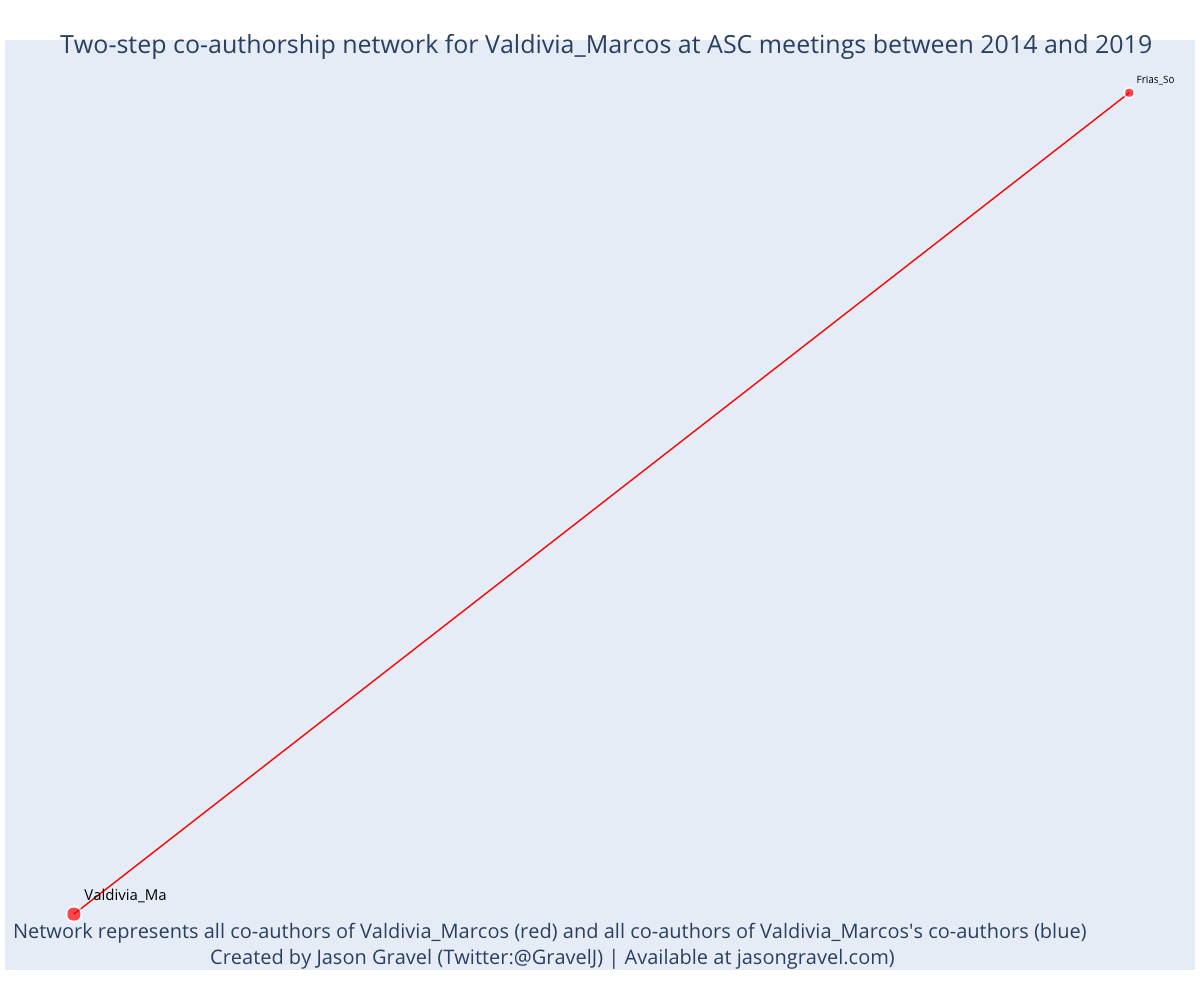 Two-step co-authorship network for Valdivia_Marcos at ASC meetings between 2014 and 2019
Frias_So
Valdivia_Ma
Network represents all co-authors of Valdivia_Marcos (red) and all co-authors of Valdivia_Marcos's co-authors (blue)
Created by Jason Gravel (Twitter:@GravelJ) | Available at jasongravel.com)